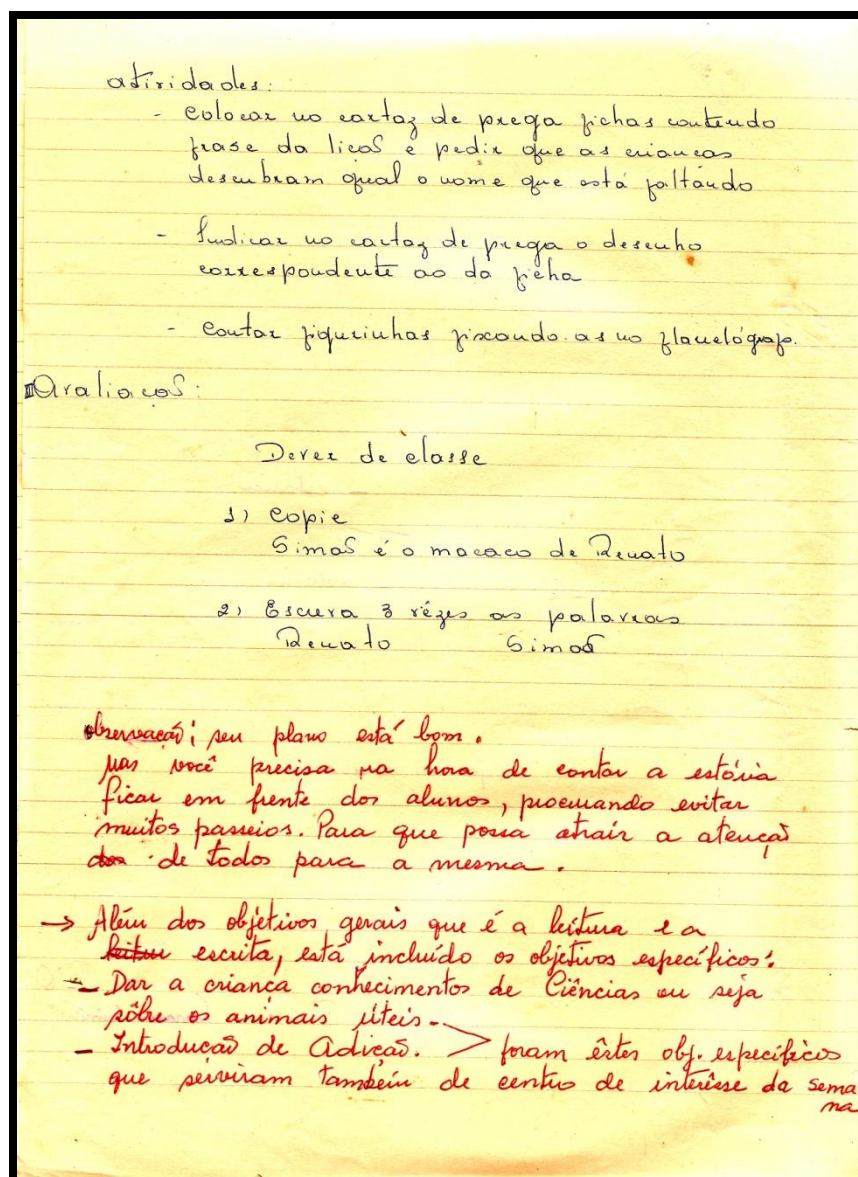 atividades:
- Colocar no cartaz de prega fichas contendo
frase da lição e pedir que as crianças
descubram qual o nome que está faltando
- Indicar no cartaz de prega o desenho
correspondente ao da ficha
- Contar figurinhas fixando-as no flanelógrafo.
Avaliação:
Dever de classe
1) Copie
Simão é o macaco de Renato
2) Escreva 3 vêzes as palavras
Renato Simão
observação: seu plano está bom.
Mas você precisa na hora de contar a estória
ficar em frente dos alunos, procurando evitar
muitos passeios. Para que possa atrair a atenção
de todos para a mesma.
→ Além dos objetivos gerais que é a leitura e a
escrita, está incluído os objetivos específicos:
- Dar a criança conhecimentos de Ciências ou seja
sôbre os animais úteis.
- Introducão de Adição. > foram êstes obj. específicos
que serviram também de centro de interêsse da sema
na